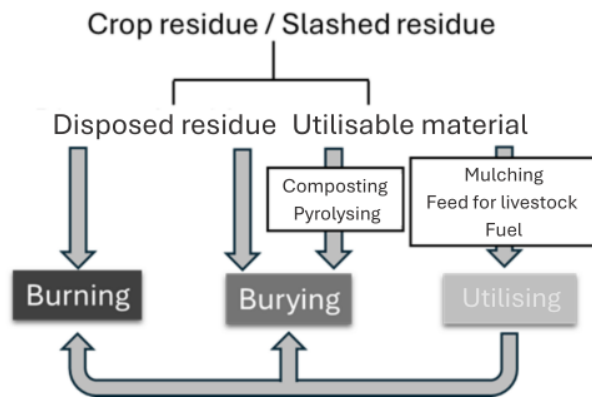 Crop residue / Slashed residue
Disposed residue Utilisable material
Composting
Pyrolysing
Mulching
Feed for livestock
Fuel
Burning
Burying
Utilising